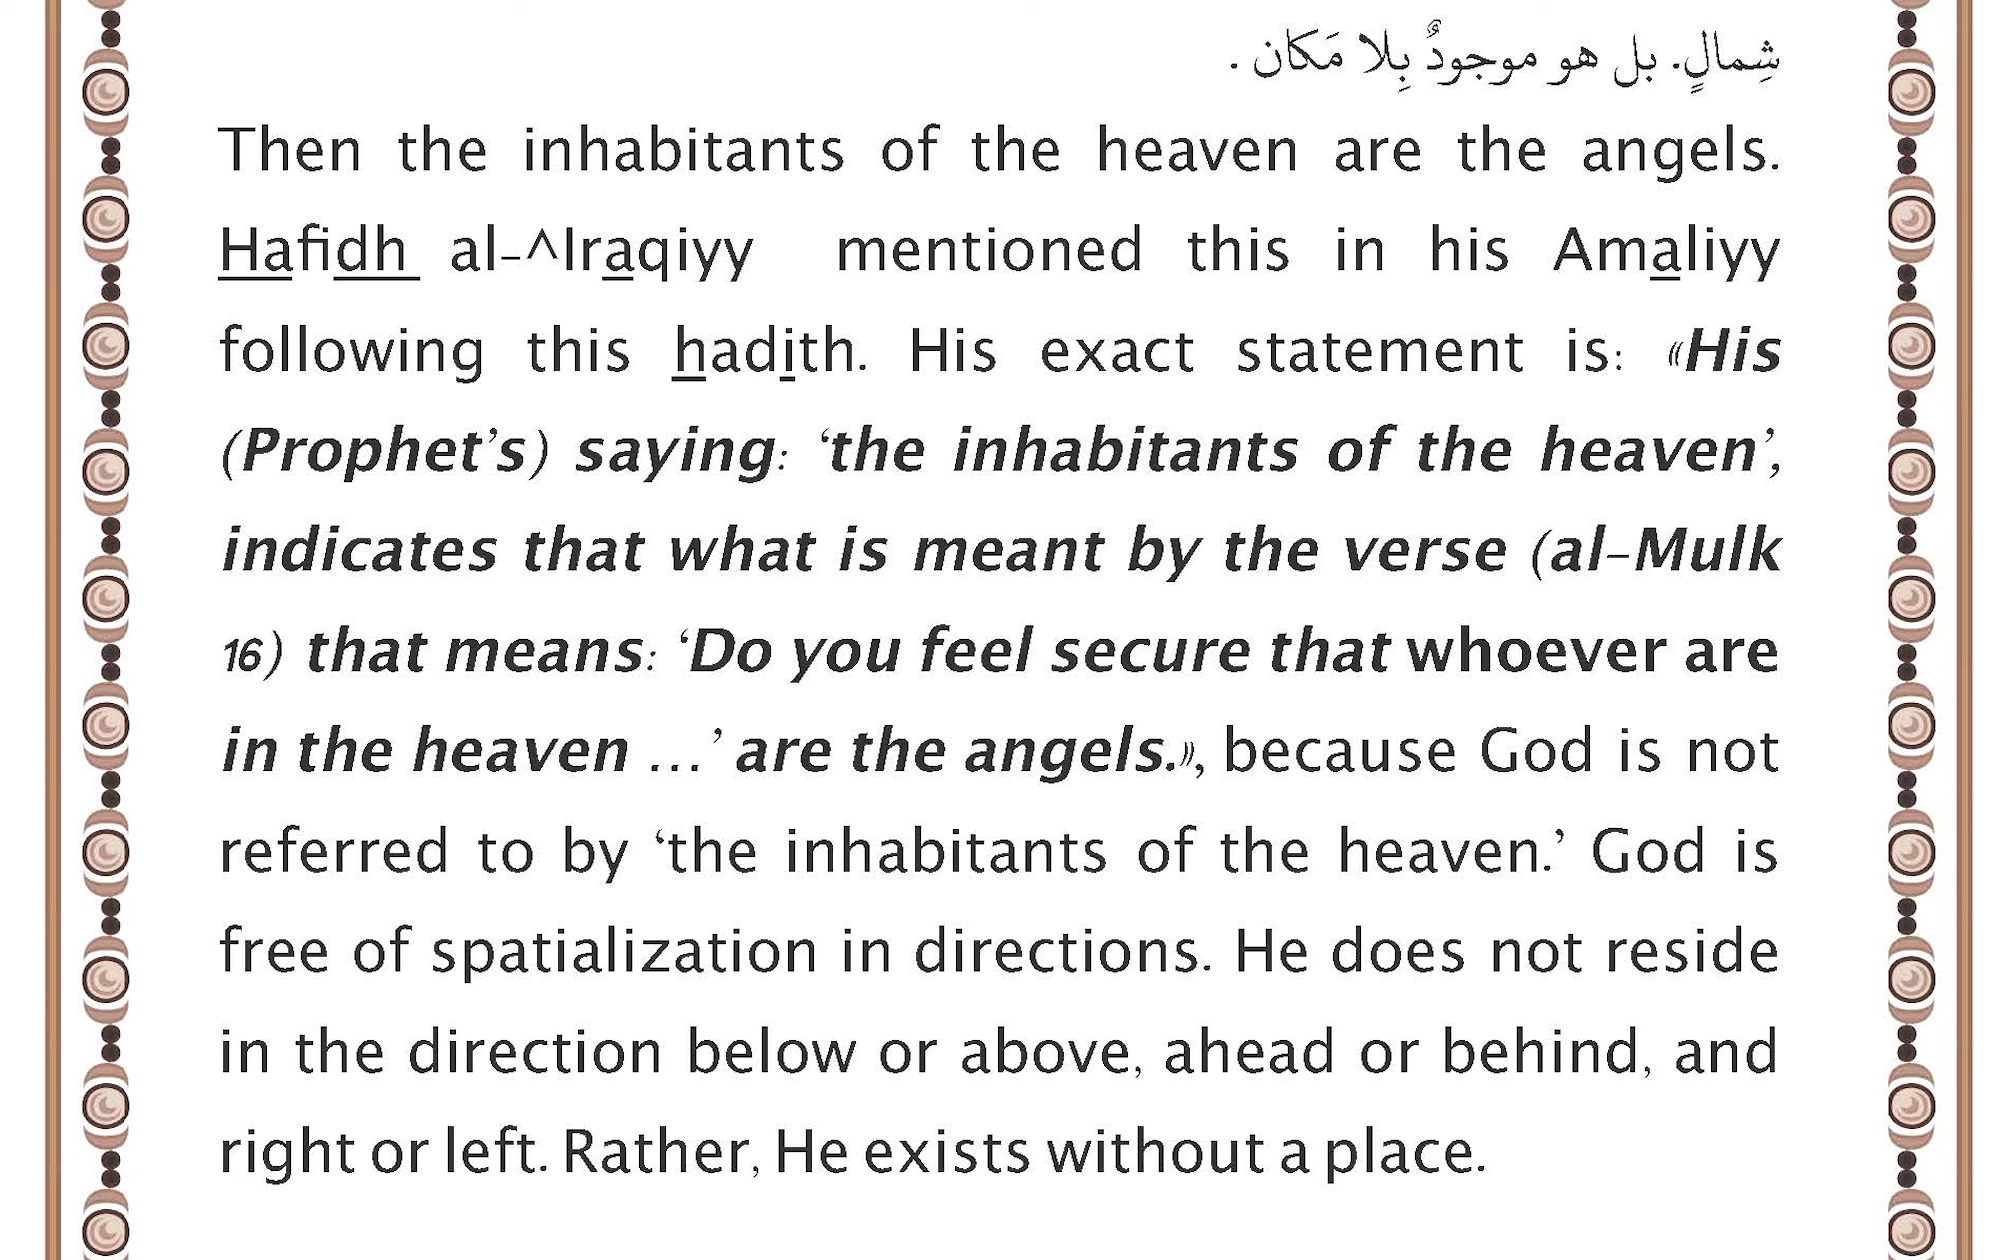 شِمالٍ. بل هو موجودٌ بِلا مَكان .
Then the inhabitants of the heaven are the angels.
Hafidh al-^Iraqiyy mentioned this in his Amaliyy
following this hadith. His exact statement is: «His
(Prophet’s) saying: ‘the inhabitants of the heaven’,
indicates that what is meant by the verse (al-Mulk
16) that means: ‘Do you feel secure that whoever are
in the heaven ...’ are the angels.», because God is not
referred to by ‘the inhabitants of the heaven.’ God is
free of spatialization in directions. He does not reside
in the direction below or above, ahead or behind, and
right or left. Rather, He exists without a place.